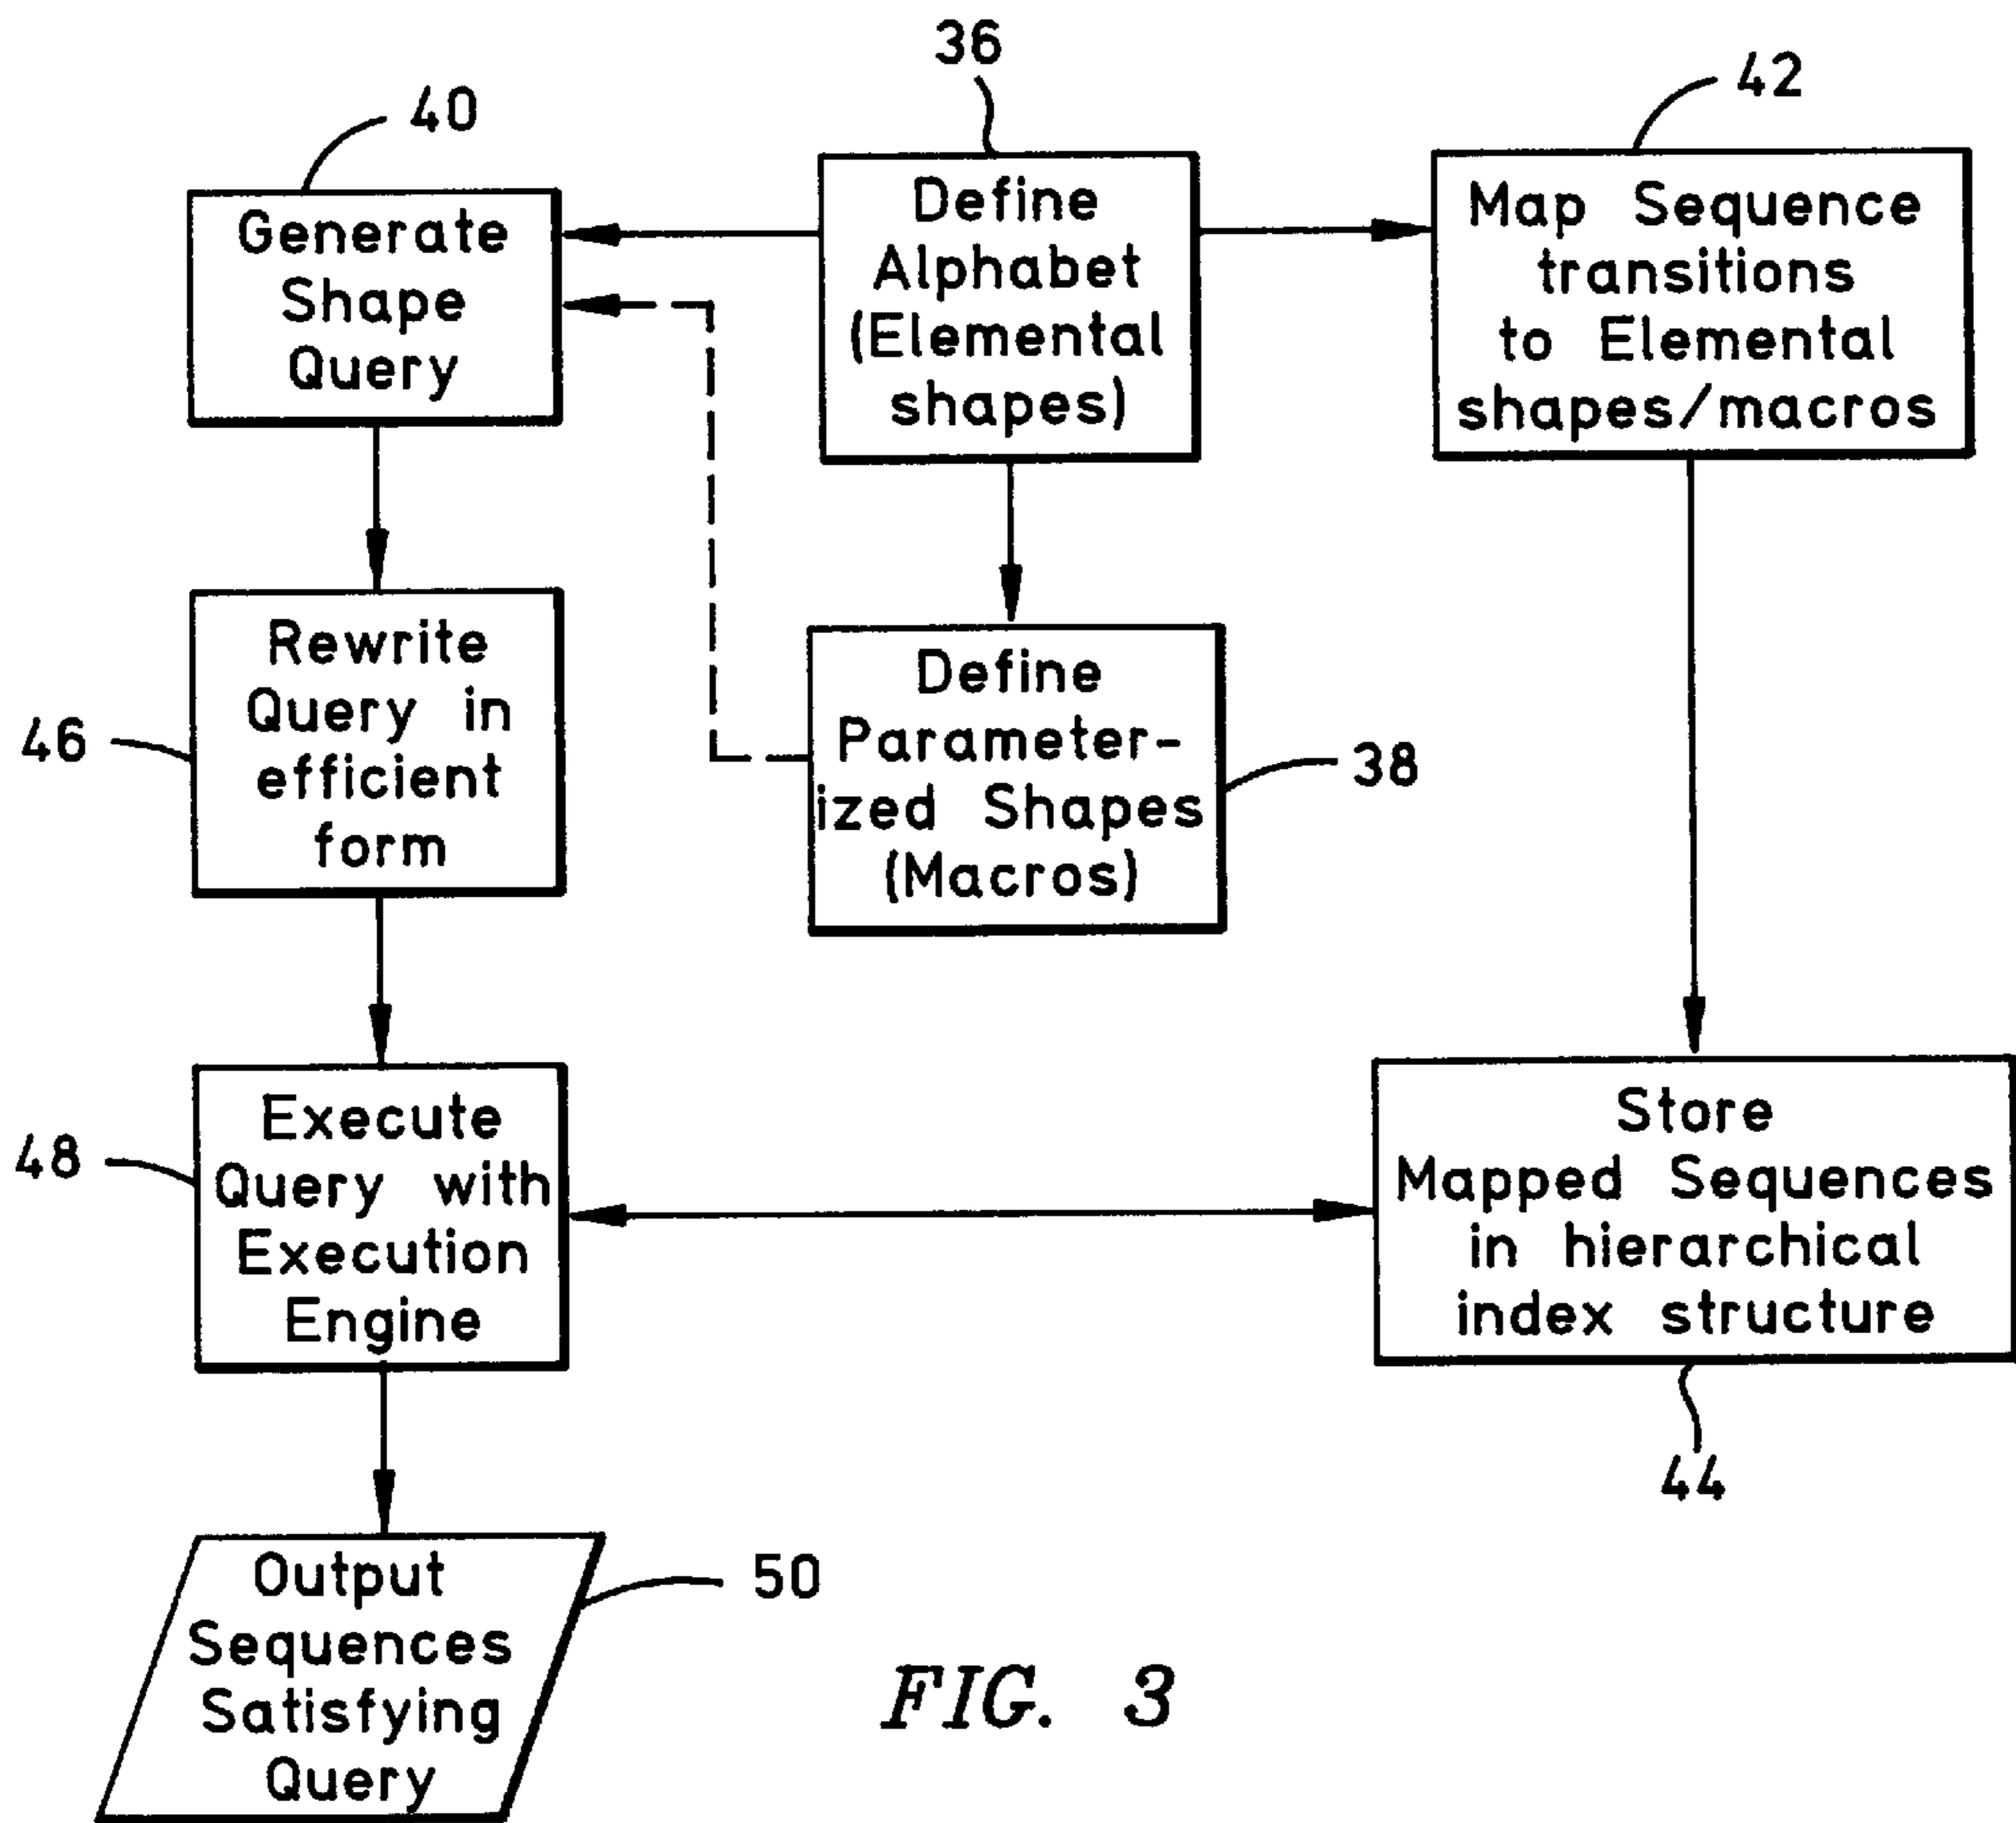 36
40
42
Generate
Shape
Query
Define
Alphabet
(Elemental
shapes)
Map Sequence
transitions
to Elemental
shapes/macros
46
Rewrite
Query in
efficient
form
Define
Parameter-
ized Shapes
(Macros)
38
48
Execute
Query with
Execution
Engine
Store
Mapped Sequences
in hierarchical
index structure
44
Output
Sequences
Satisfying
Query
50
FIG. 3